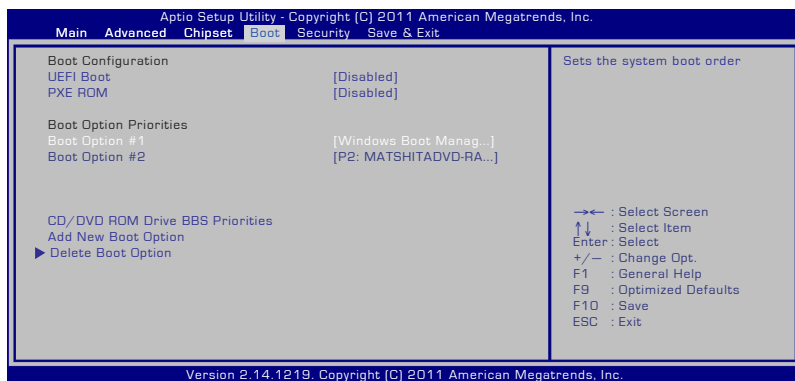 Aptio Setup Utility - Copyright (C) 2011 American Megatrends, Inc.
Main Advanced Chipset Boot Security Save & Exit
Boot Configuration
UEFI Boot [Disabled]
PXE ROM [Disabled]
Boot Option Priorities
Boot Option #1 [Windows Boot Manag...]
Boot Option #2 [P2: MATSHITADVD-RA...]
CD/DVD ROM Drive BBS Priorities
Add New Boot Option
▶ Delete Boot Option
Sets the system boot order
→← : Select Screen
↑↓ : Select Item
Enter : Select
+/— : Change Opt.
F1 : General Help
F9 : Optimized Defaults
F10 : Save
ESC : Exit
Version 2.14.1219. Copyright (C) 2011 American Megatrends, Inc.